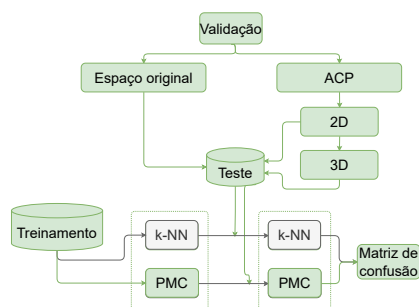 Validação
Espaço original
ACP
2D
3D
Teste
Treinamento
k-NN
k-NN
PMC
PMC
Matriz de
confusão